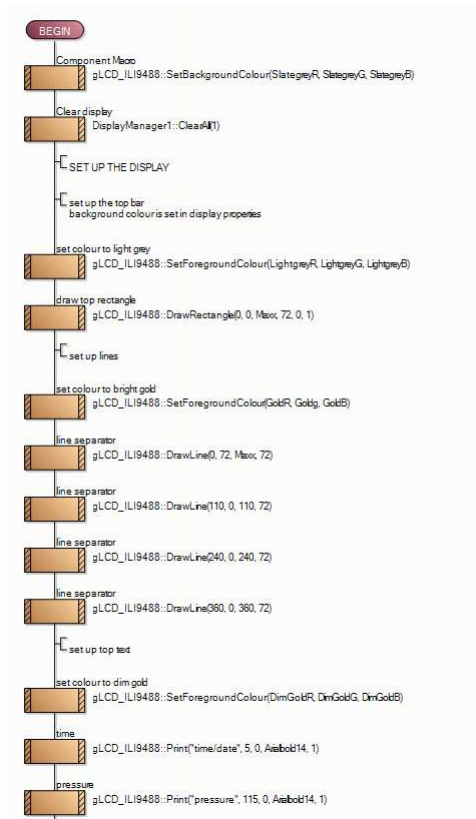 BEGIN
Component Macro
gLCD_ILI9488::SetBackgroundColour(SlategreyR, SlategreyG, SlategreyB)
Clear display
DisplayManager1::ClearAll(1)
SET UP THE DISPLAY
set up the top bar
background colour is set in display properties
set colour to light grey
gLCD_ILI9488::SetForegroundColour(LightgreyR, LightgreyG, LightgreyB)
draw top rectangle
gLCD_ILI9488::DrawRectangle(0, 0, Maxx, 72, 0, 1)
set up lines
set colour to bright gold
gLCD_ILI9488::SetForegroundColour(GoldR, Goldg, GoldB)
line separator
gLCD_ILI9488::DrawLine(0, 72, Maxx, 72)
line separator
gLCD_ILI9488::DrawLine(110, 0, 110, 72)
line separator
gLCD_ILI9488::DrawLine(240, 0, 240, 72)
line separator
gLCD_ILI9488::DrawLine(360, 0, 360, 72)
set up top text
set colour to dim gold
gLCD_ILI9488::SetForegroundColour(DimGoldR, DimGoldG, DimGoldB)
time
gLCD_ILI9488::Print("time/date", 5, 0, Arialbold14, 1)
pressure
gLCD_ILI9488::Print("pressure", 115, 0, Arialbold14, 1)